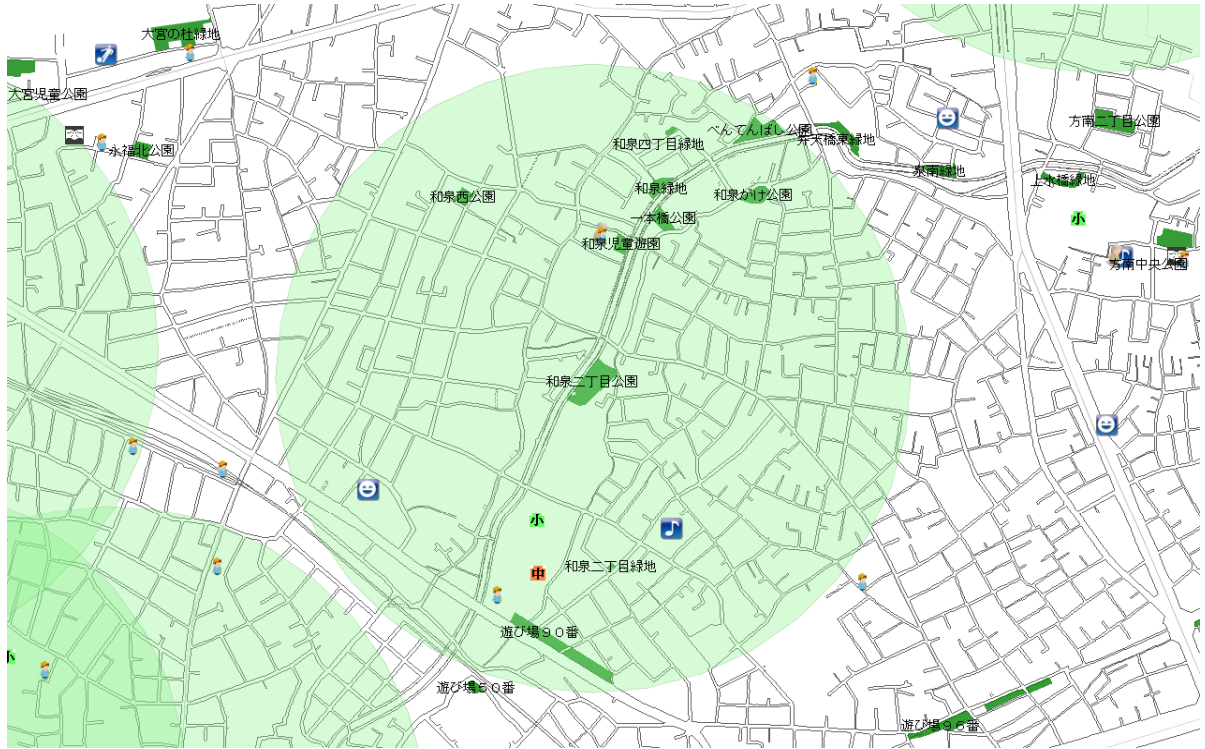 大宮の杜緑地
大宮児童公園
永福北公園
和泉四丁目緑地
べんてんばし公園
弁天橋東緑地
方南二丁目公園
和泉西公園
和泉緑地
和泉がけ公園
泉南緑地
上水橋緑地
一本橋公園
小
和泉児童遊園
方南中央公園
和泉二丁目公園
小
中
和泉二丁目緑地
遊び場90番
小
遊び場50番
遊び場96番